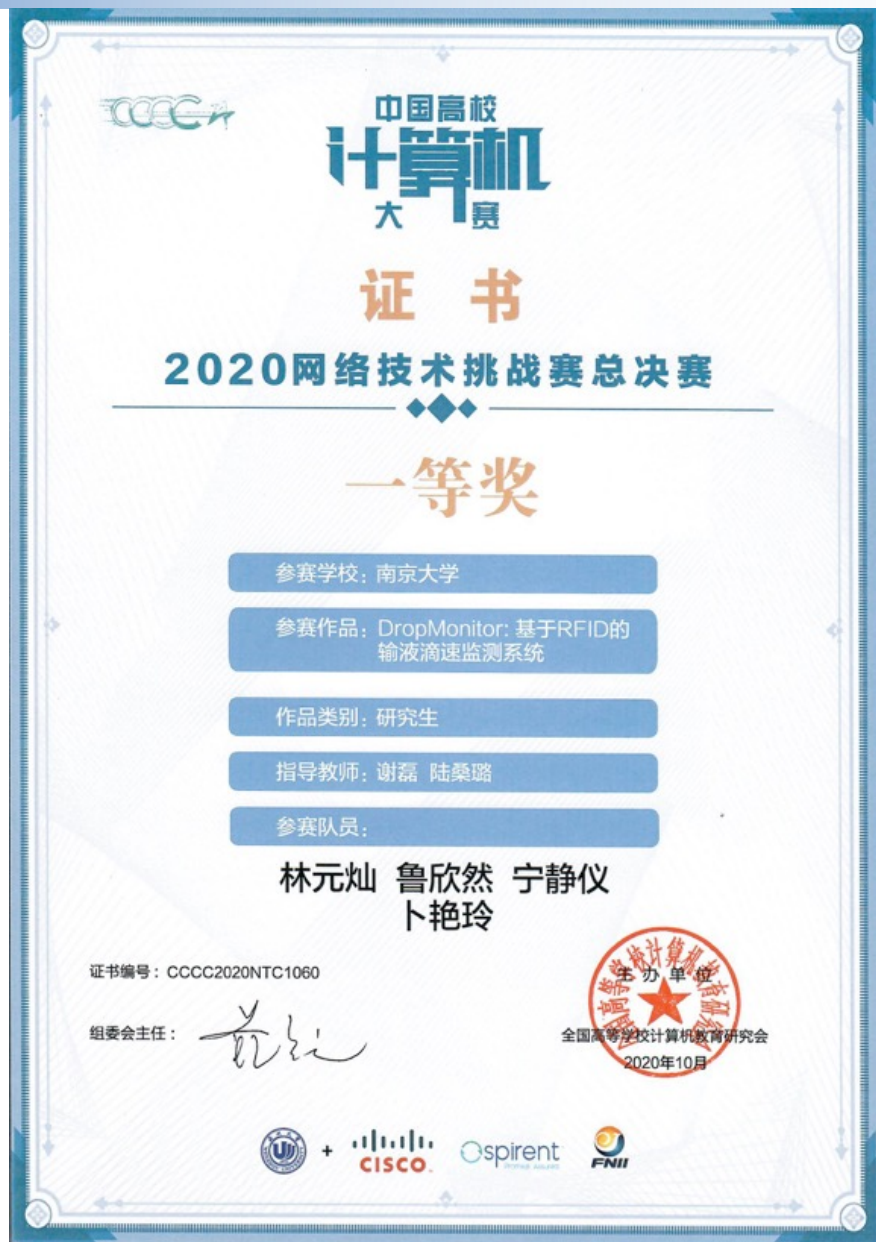 CCCC
中国高校
计算机
大赛
证 书
2020网络技术挑战赛总决赛
一等奖
参赛学校：南京大学
参赛作品：DropMonitor: 基于RFID的
输液滴速监测系统
作品类别：研究生
指导教师：谢磊 陆桑璐
参赛队员：
林元灿 鲁欣然 宁静仪
卜艳玲
证书编号：CCCC2020NTC1060
组委会主任：
主办单位
全国高等学校计算机教育研究会
2020年10月
+
CISCO
spirent
FNII